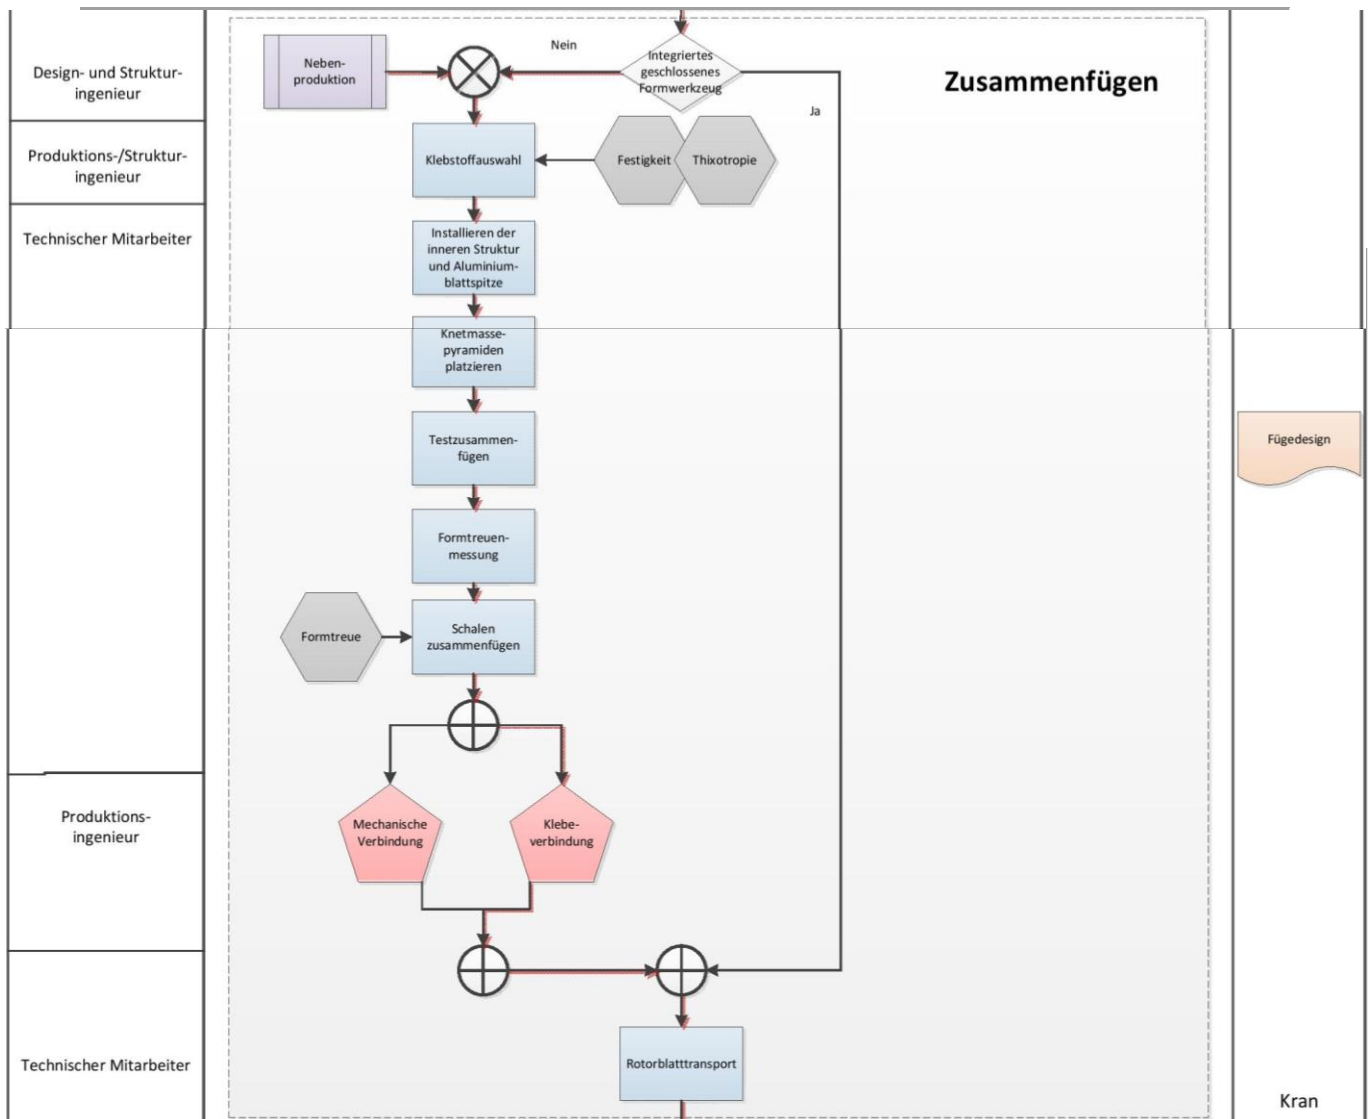 Design- und Struktur-
ingenieur
Neben-
produktion
Nein
Integriertes
geschlossenes
Formwerkzeug
Ja
Zusammenfügen
Produktions-/Struktur-
ingenieur
Klebstoffauswahl
Festigkeit
Thixotropie
Technischer Mitarbeiter
Installieren der
inneren Struktur
und Aluminium-
blattspitze
Knetmasse-
pyramiden
platzieren
Testzusammen-
fügen
Fügedesign
Formtreuen-
messung
Formtreue
Schalen
zusammenfügen
Produktions-
ingenieur
Mechanische
Verbindung
Klebe-
verbindung
Technischer Mitarbeiter
Rotorblatttransport
Kran